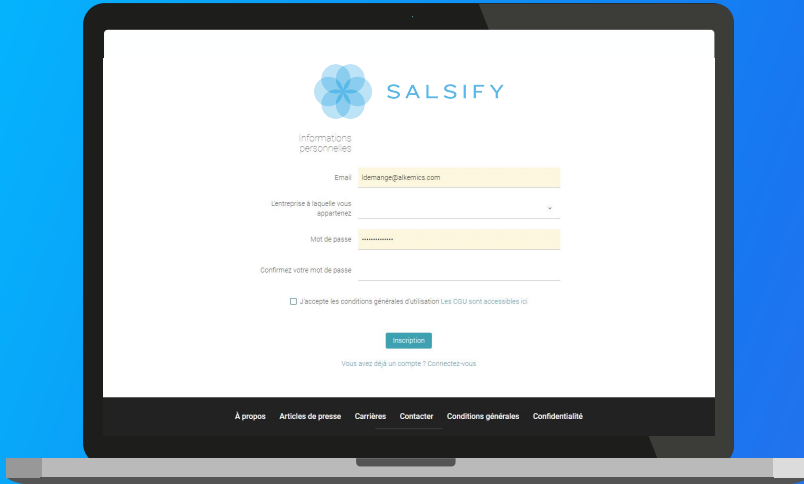 SALSIFY
Informations
personnelles
Email
ldemange@alkemics.com
L'entreprise à laquelle vous
appartenez
Mot de passe
••••••••••••••
Confirmez votre mot de passe
J'accepte les conditions générales d'utilisation Les CGU sont accessibles ici
Inscription
Vous avez déjà un compte ? Connectez-vous
À propos Articles de presse Carrières Contacter Conditions générales Confidentialité